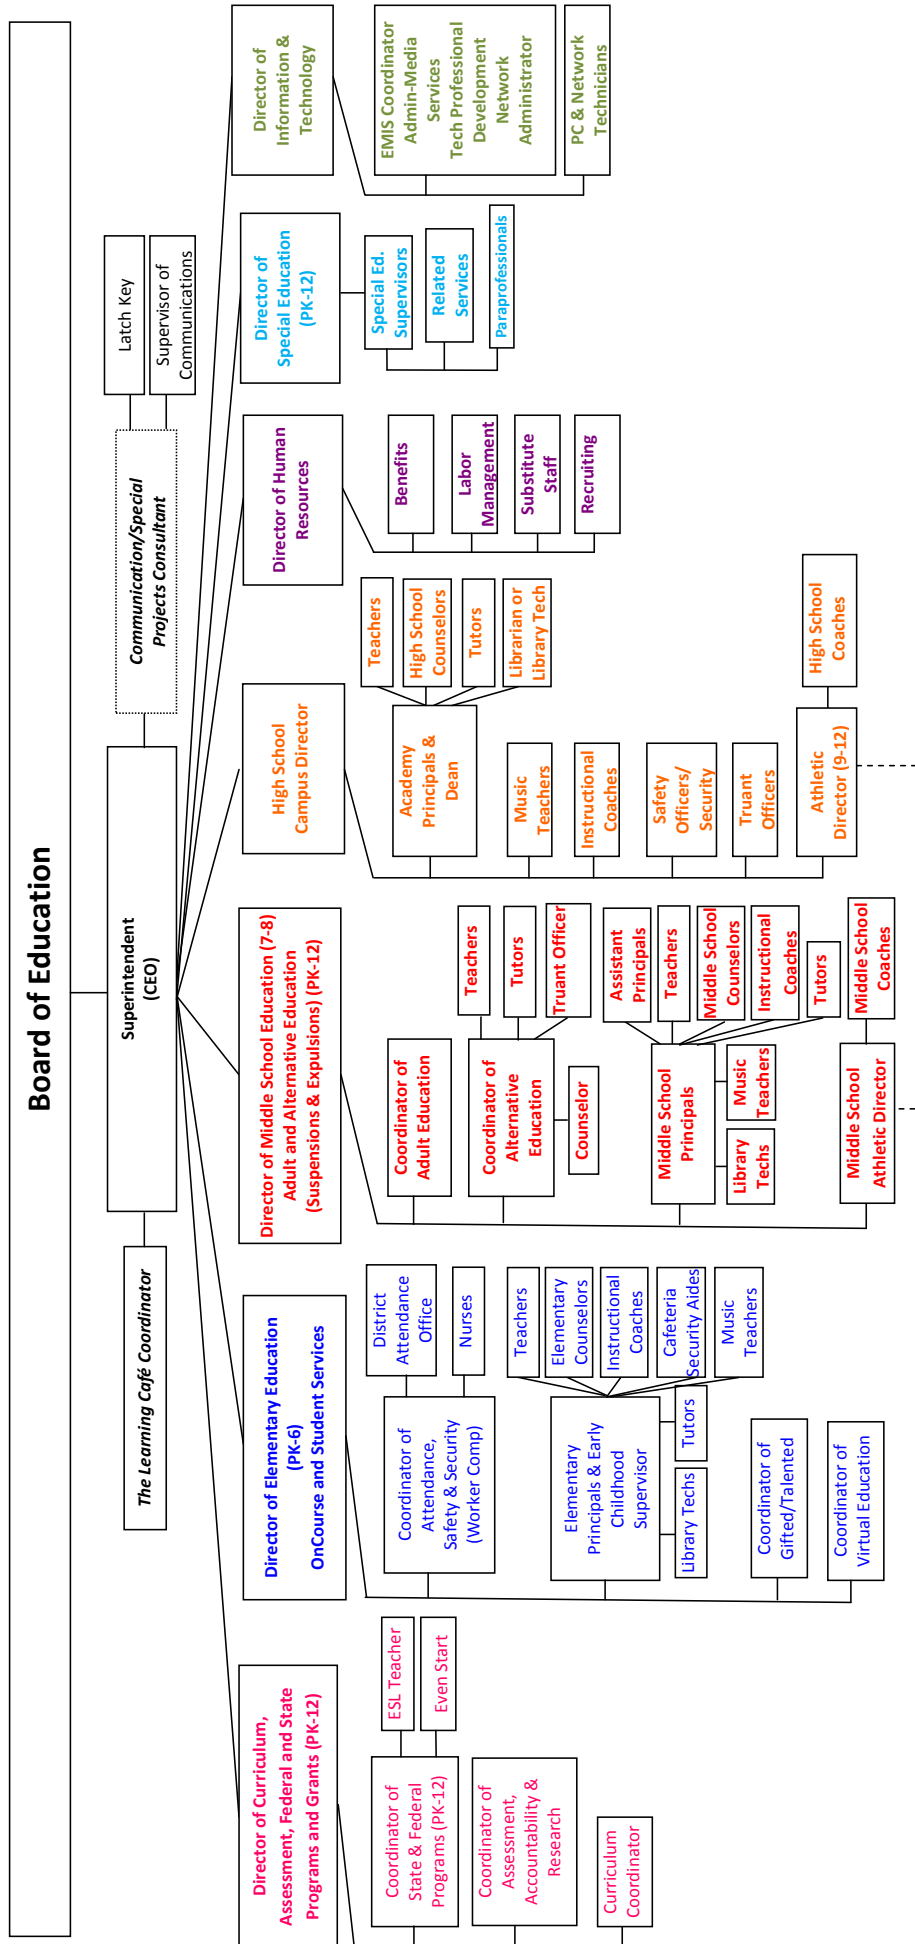 Board of Education
Superintendent
(CEO)
The Learning Café Coordinator
Communication/Special
Projects Consultant
Latch Key
Supervisor of
Communications
Director of Curriculum,
Assessment, Federal and State
Programs and Grants (PK-12)
Coordinator of
State & Federal
Programs (PK-12)
ESL Teacher
Even Start
Coordinator of
Assessment,
Accountability &
Research
Curriculum
Coordinator
Director of Elementary Education
(PK-6)
OnCourse and Student Services
Coordinator of
Attendance,
Safety & Security
(Worker Comp)
District
Attendance
Office
Nurses
Elementary
Principals & Early
Childhood
Supervisor
Teachers
Elementary
Counselors
Instructional
Coaches
Cafeteria
Security Aides
Music
Teachers
Library Techs
Tutors
Coordinator of
Gifted/Talented
Coordinator of
Virtual Education
Director of Middle School Education (7-8)
Adult and Alternative Education
(Suspensions & Expulsions) (PK-12)
Coordinator of
Adult Education
Coordinator of
Alternative
Education
Teachers
Tutors
Truant Officer
Counselor
Middle School
Principals
Assistant
Principals
Teachers
Middle School
Counselors
Instructional
Coaches
Tutors
Library Techs
Music
Teachers
Middle School
Athletic Director
Middle School
Coaches
High School
Campus Director
Academy
Principals &
Dean
Teachers
High School
Counselors
Tutors
Librarian or
Library Tech
Music
Teachers
Instructional
Coaches
Safety
Officers/
Security
Truant
Officers
Athletic
Director (9-12)
High School
Coaches
Director of Human
Resources
Benefits
Labor
Management
Substitute
Staff
Recruiting
Director of
Special Education
(PK-12)
Special Ed.
Supervisors
Related
Services
Paraprofessionals
Director of
Information &
Technology
EMIS Coordinator
Admin-Media
Services
Tech Professional
Development
Network
Administrator
PC & Network
Technicians